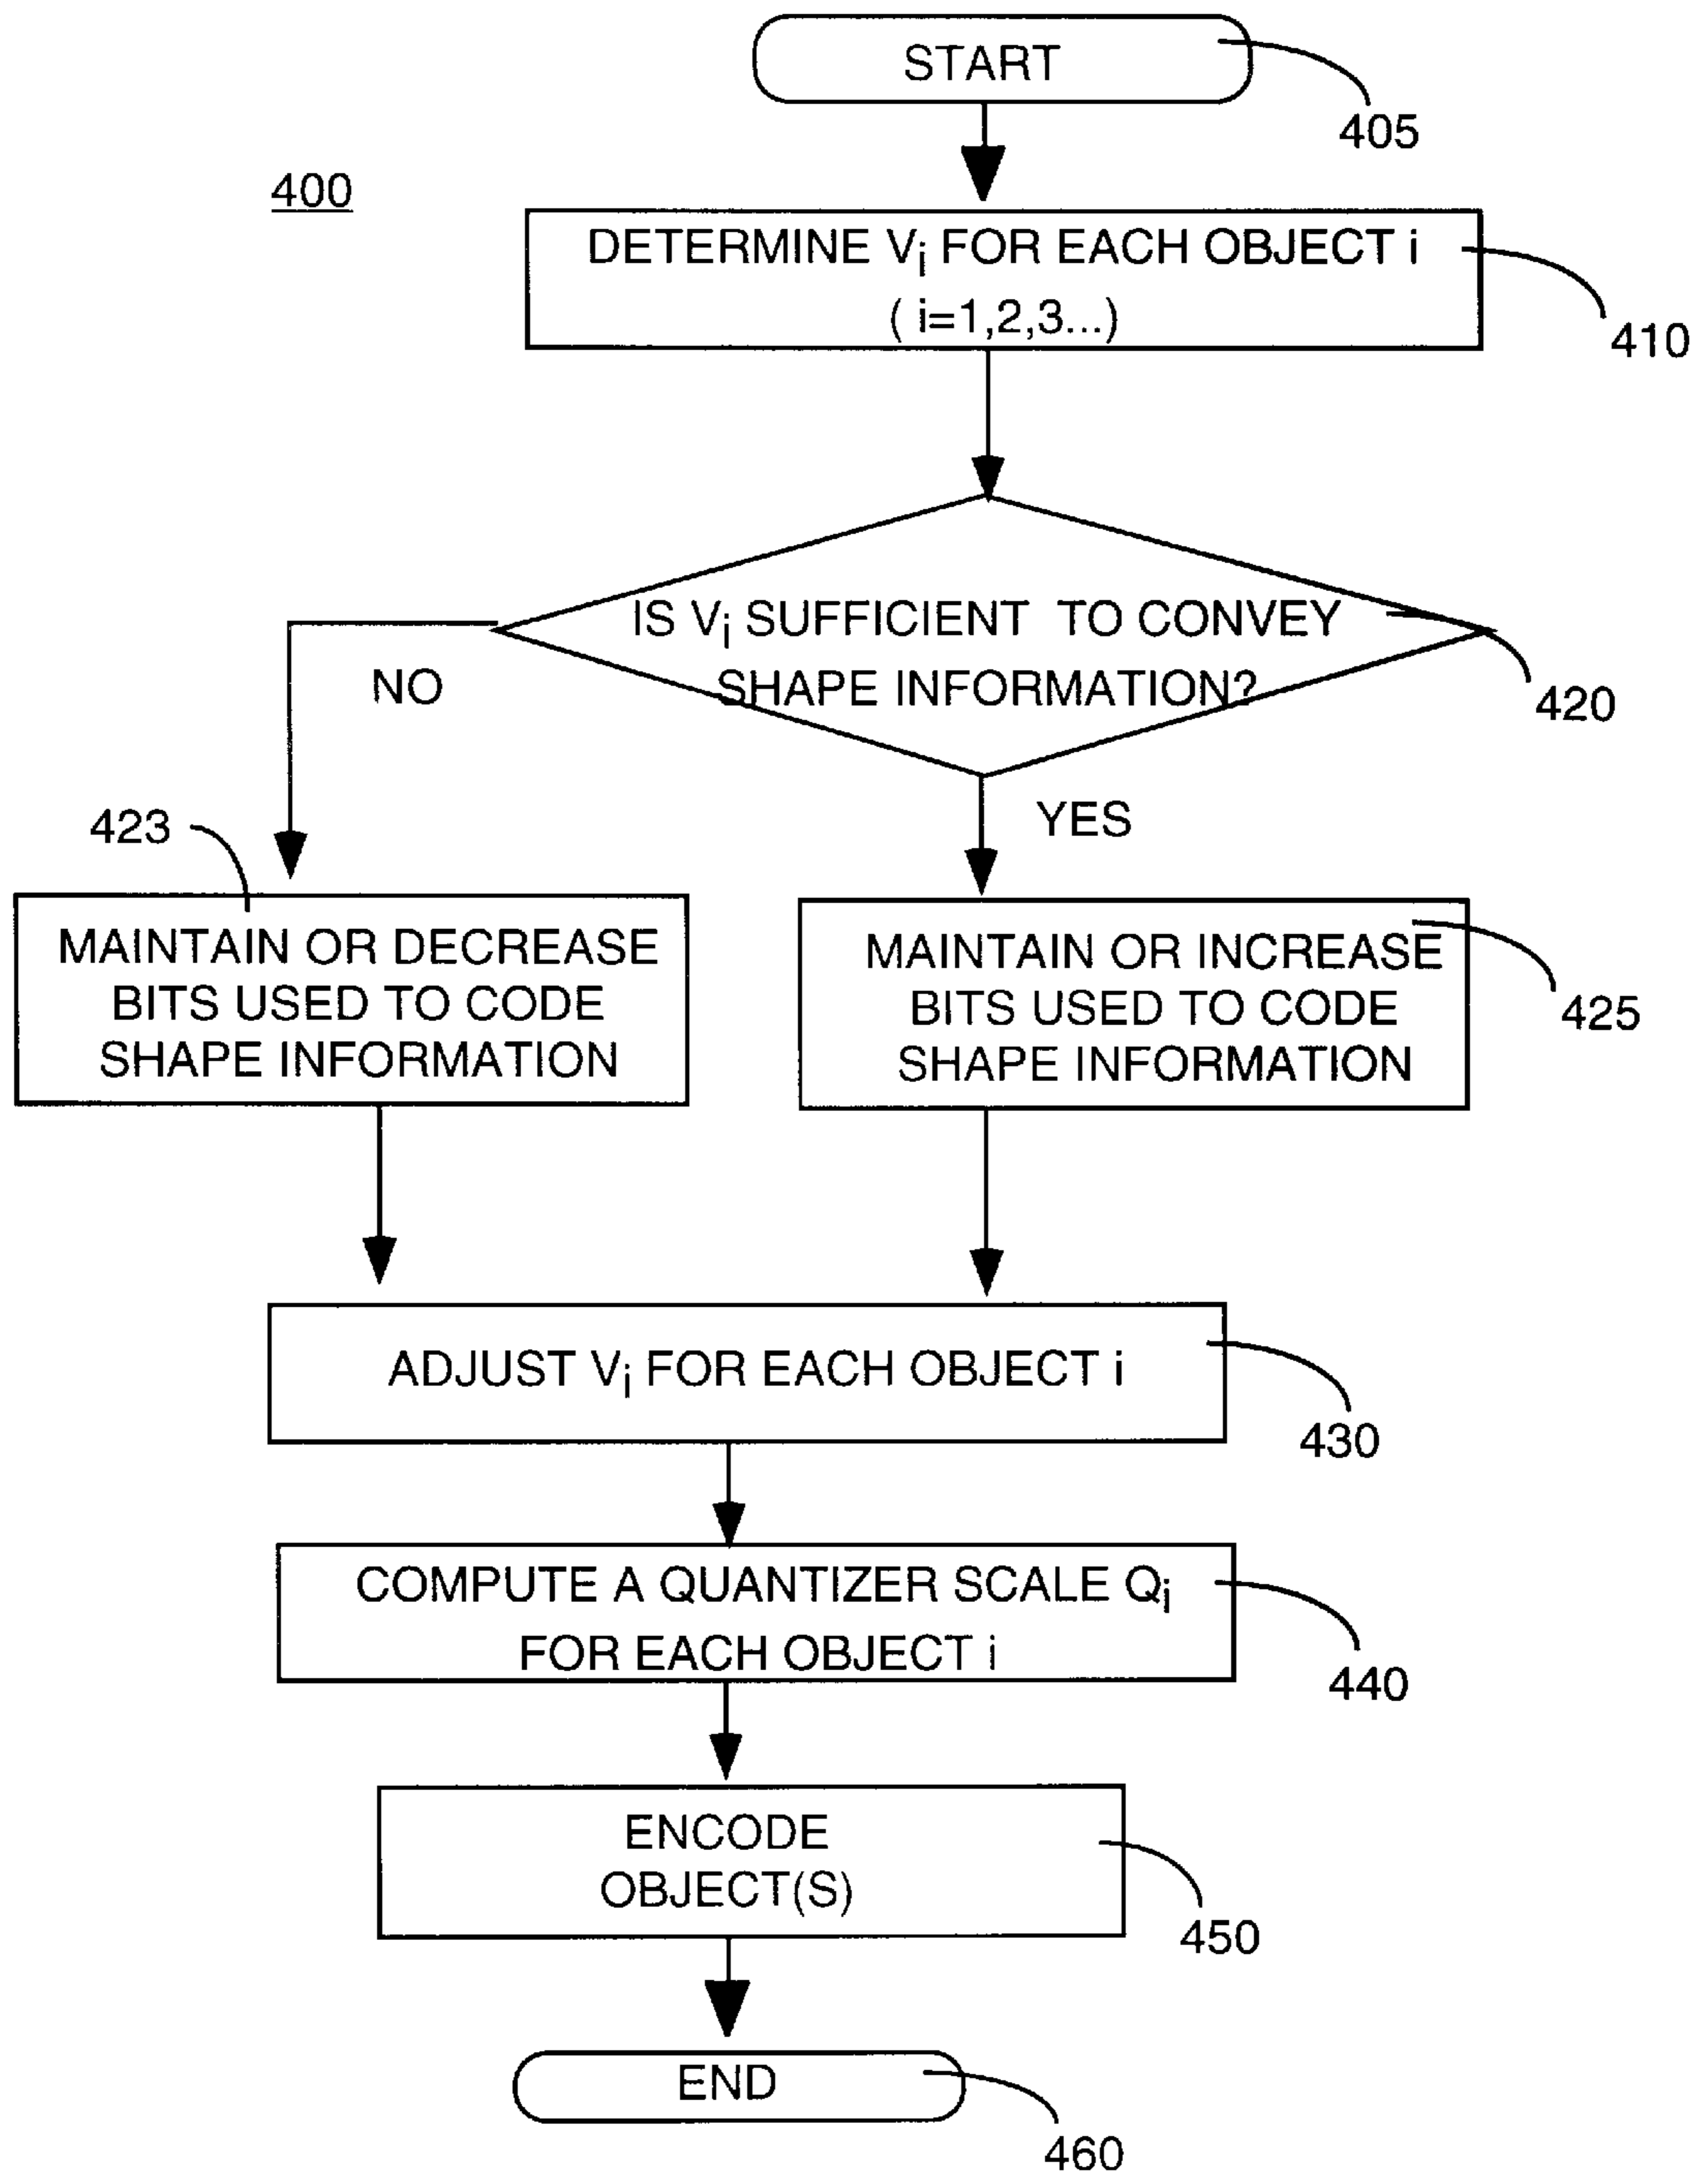 START
405
400
DETERMINE Vi FOR EACH OBJECT i
( i=1,2,3...)
410
IS Vi SUFFICIENT TO CONVEY
SHAPE INFORMATION?
420
NO
YES
423
MAINTAIN OR DECREASE
BITS USED TO CODE
SHAPE INFORMATION
MAINTAIN OR INCREASE
BITS USED TO CODE
SHAPE INFORMATION
425
ADJUST Vi FOR EACH OBJECT i
430
COMPUTE A QUANTIZER SCALE Qi
FOR EACH OBJECT i
440
ENCODE
OBJECT(S)
450
END
460